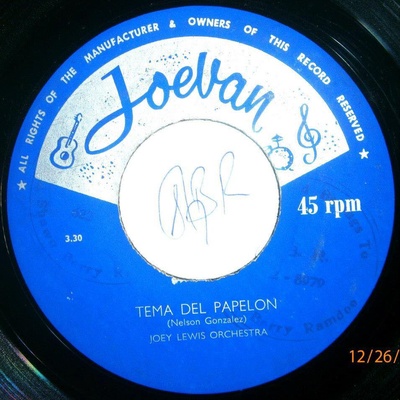 ★ ALL RIGHTS OF THE MANUFACTURER & OWNERS OF THIS RECORD RESERVED ★
Joevan
45 rpm
3.30
TEMA DEL PAPELON
(Nelson Gonzalez)
JOEY LEWIS ORCHESTRA
12/26/